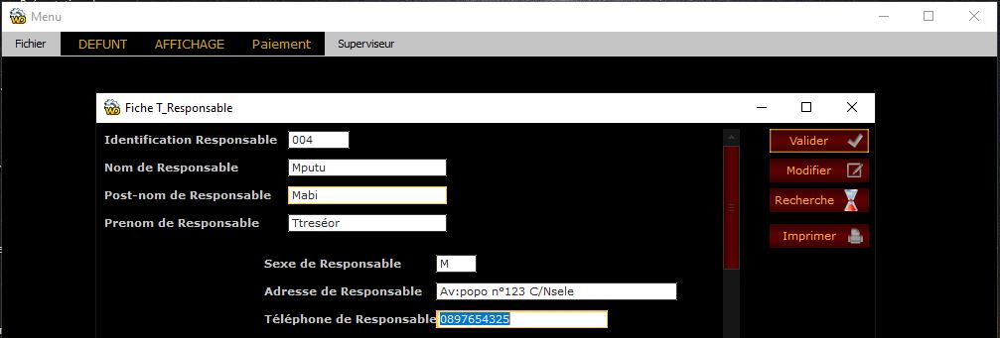 Menu
Fichier DEFUNT AFFICHAGE Paiement Superviseur
Fiche T_Responsable
Identification Responsable 004 Valider
Nom de Responsable Mputu Modifier
Post-nom de Responsable Mabi Recherche
Prenom de Responsable Ttreséor Imprimer
Sexe de Responsable M
Adresse de Responsable Av:popo n°123 C/Nsele
Téléphone de Responsable 0897654325